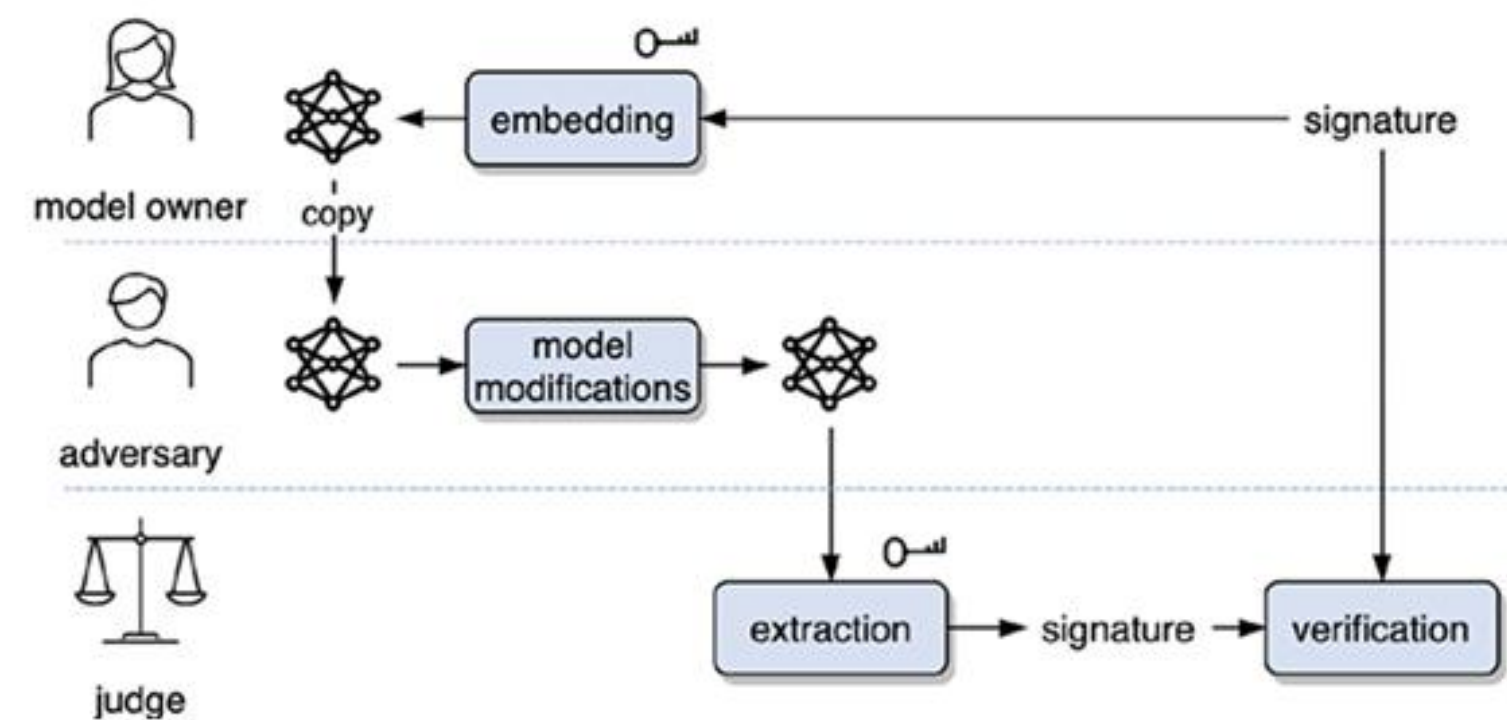 embedding
signature
model owner
copy
model
modifications
adversary
extraction
signature
verification
judge